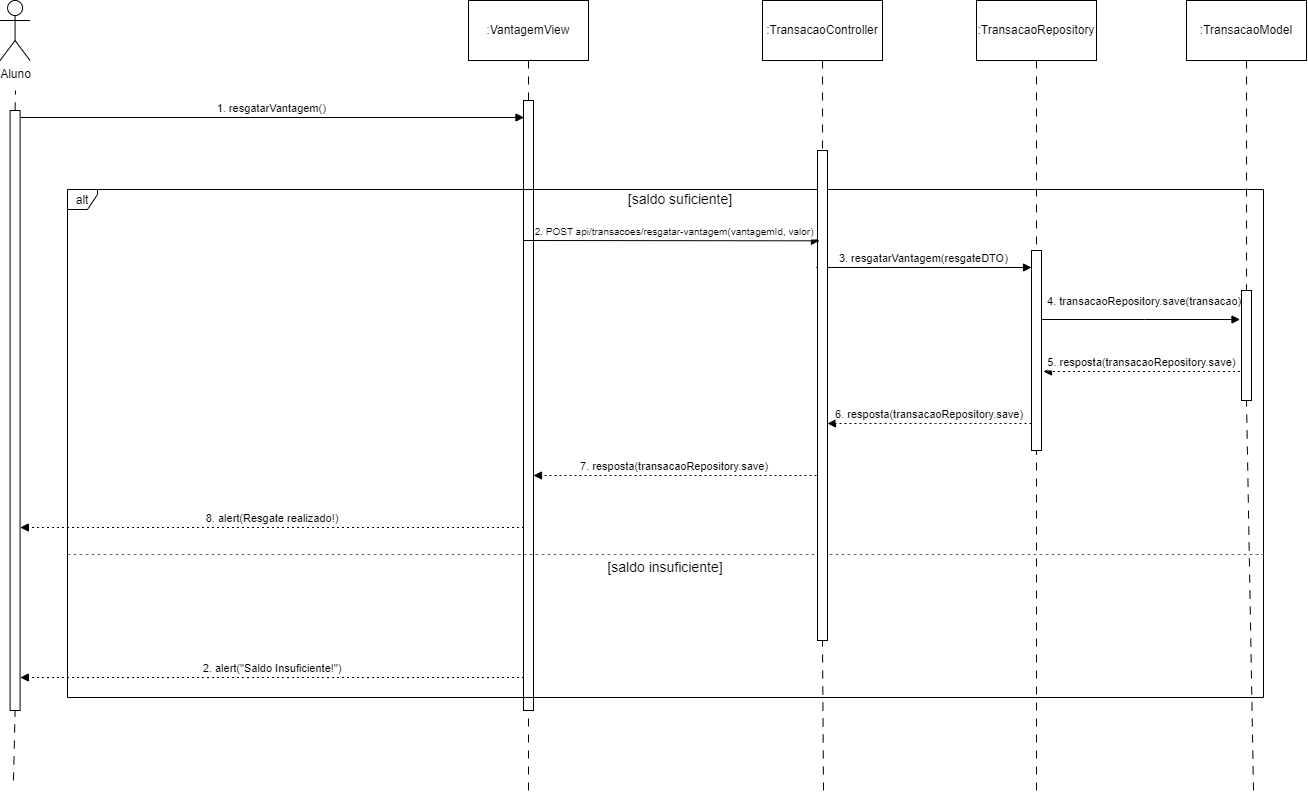 :VantagemView
:TransacaoController
:TransacaoRepository
:TransacaoModel
Aluno
1. resgatarVantagem()
alt
[saldo suficiente]
2. POST api/transacoes/resgatar-vantagem(vantagemId, valor)
3. resgatarVantagem(resgateDTO)
4. transacaoRepository.save(transacao)
5. resposta(transacaoRepository.save)
6. resposta(transacaoRepository.save)
7. resposta(transacaoRepository.save)
8. alert(Resgate realizado!)
[saldo insuficiente]
2. alert("Saldo Insuficiente!")